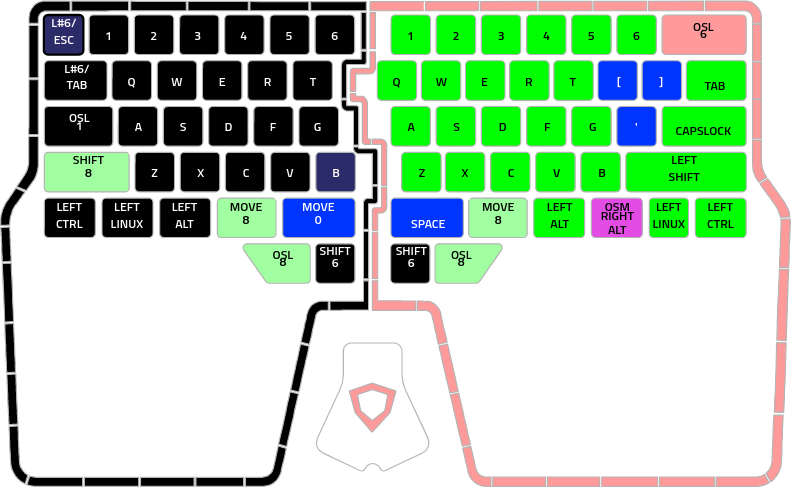 L#6/ ESC 1 2 3 4 5 6 1 2 3 4 5 6 OSL 6
L#6/ TAB Q W E R T Q W E R T [ ] TAB
OSL 1 A S D F G A S D F G ' CAPSLOCK
SHIFT 8 Z X C V B Z X C V B LEFT SHIFT
LEFT CTRL LEFT LINUX LEFT ALT MOVE 8 MOVE 0 SPACE MOVE 8 LEFT ALT OSM RIGHT ALT LEFT LINUX LEFT CTRL
OSL 8 SHIFT 6 SHIFT 6 OSL 8